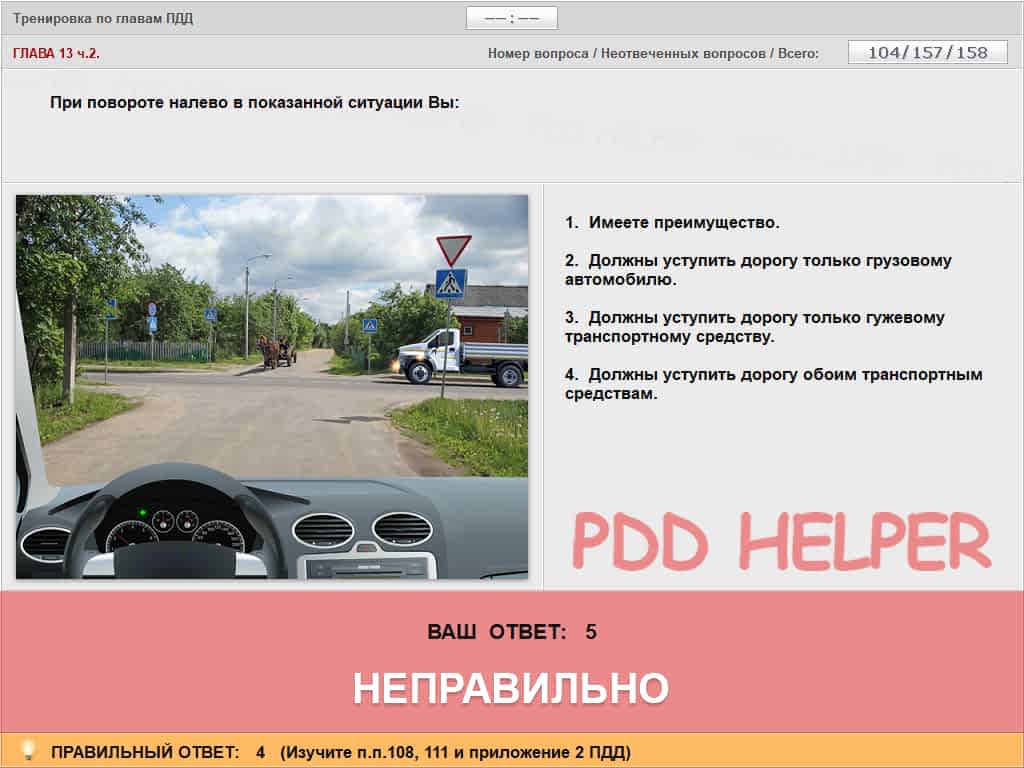 Тренировка по главам ПДД
-- : --
ГЛАВА 13 ч.2.
Номер вопроса / Неотвеченных вопросов / Всего:
104/157/158
При повороте налево в показанной ситуации Вы:
1. Имеете преимущество.
2. Должны уступить дорогу только грузовому
автомобилю.
3. Должны уступить дорогу только гужевому
транспортному средству.
4. Должны уступить дорогу обоим транспортным
средствам.
PDD HELPER
ВАШ ОТВЕТ: 5
НЕПРАВИЛЬНО
ПРАВИЛЬНЫЙ ОТВЕТ: 4 (Изучите п.п.108, 111 и приложение 2 ПДД)